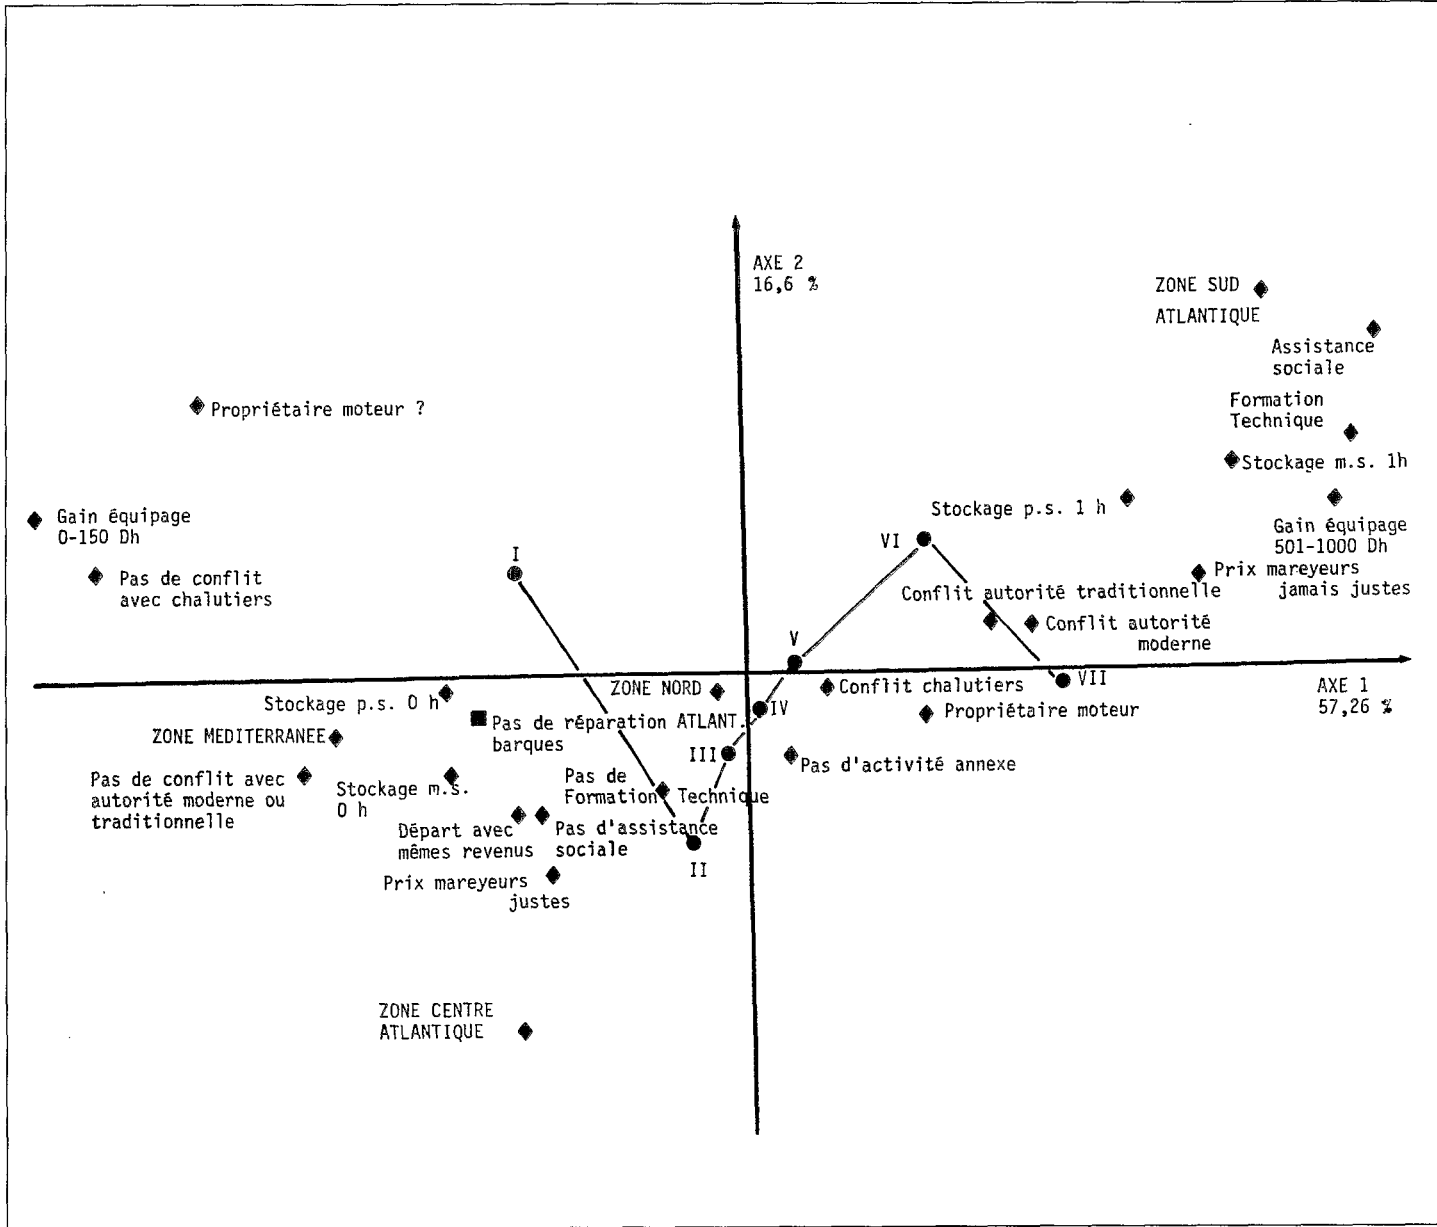 AXE 2
16,6 %
ZONE SUD
ATLANTIQUE
Assistance
sociale
Formation
Technique
Propriétaire moteur ?
Stockage m.s. 1h
Stockage p.s. 1 h
Gain équipage
0-150 Dh
Gain équipage
501-1000 Dh
VI
I
Pas de conflit
avec chalutiers
Prix mareyeurs
jamais justes
Conflit autorité traditionnelle
Conflit autorité
moderne
V
VII
AXE 1
57,26 %
Stockage p.s. 0 h
ZONE NORD
Conflit chalutiers
IV
Propriétaire moteur
Pas de réparation ATLANT.
barques
ZONE MEDITERRANEE
III
Pas d'activité annexe
Pas de conflit avec
autorité moderne ou
traditionnelle
Stockage m.s.
0 h
Pas de
Formation Technique
Départ avec
mêmes revenus
Pas d'assistance
sociale
II
Prix mareyeurs
justes
ZONE CENTRE
ATLANTIQUE